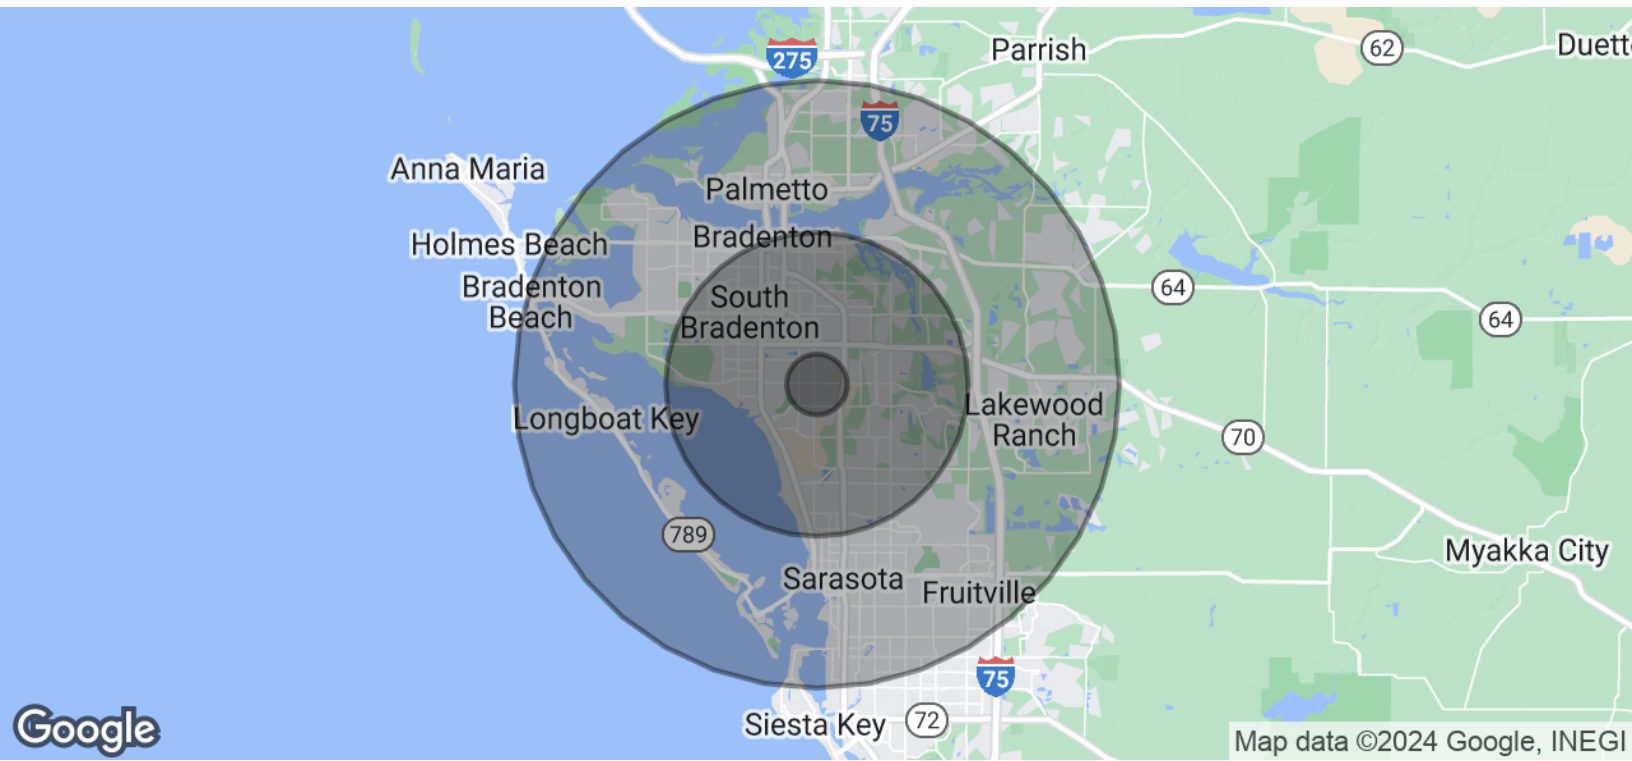 275
Parrish
62
Duett
75
Anna Maria
Palmetto
Holmes Beach
Bradenton
Bradenton
Beach
South
Bradenton
64
64
Longboat Key
Lakewood
Ranch
70
789
Myakka City
Sarasota
Fruitville
75
Siesta Key
72
Google
Map data ©2024 Google, INEGI